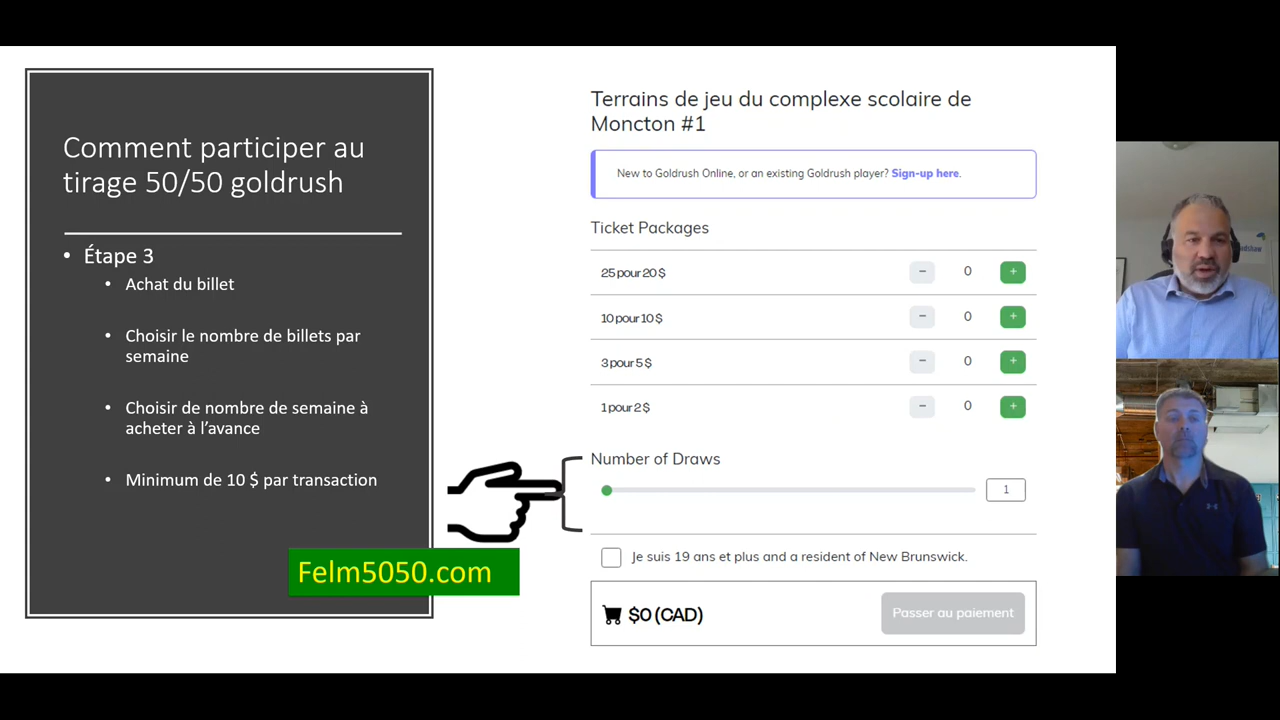 Comment participer au
tirage 50/50 goldrush
• Étape 3
• Achat du billet
• Choisir le nombre de billets par
semaine
• Choisir de nombre de semaine à
acheter à l’avance
• Minimum de 10 $ par transaction
Felm5050.com
Terrains de jeu du complexe scolaire de
Moncton #1
New to Goldrush Online, or an existing Goldrush player? Sign-up here.
Ticket Packages
25 pour 20 $ − 0 +
10 pour 10 $ − 0 +
3 pour 5 $ − 0 +
1 pour 2 $ − 0 +
Number of Draws
1
Je suis 19 ans et plus and a resident of New Brunswick.
$0 (CAD) Passer au paiement